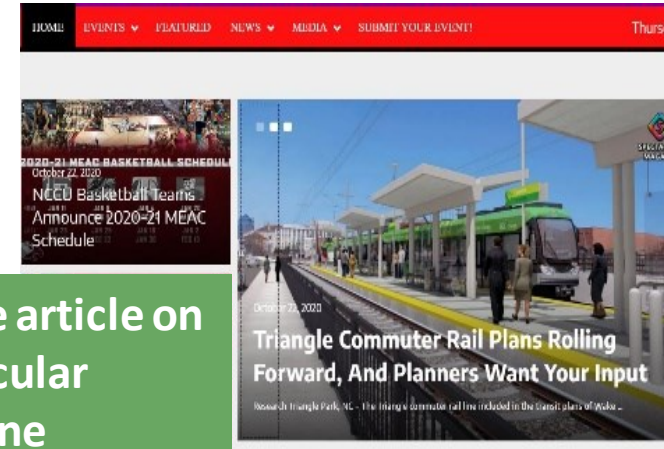 HOME EVENTS FEATURED NEWS MEDIA SUBMIT YOUR EVENT! Thurs
2020-21 MEAC BASKETBALL SCHEDUL
October 22, 2020
NCCU Basketball Teams
Announce 2020-21 MEAC
Schedule
October 22, 2020
Triangle Commuter Rail Plans Rolling
Forward, And Planners Want Your Input
Research Triangle Park, NC - The Triangle commuter rail line included in the transit plans of Wake ...
e article on
cular
ne